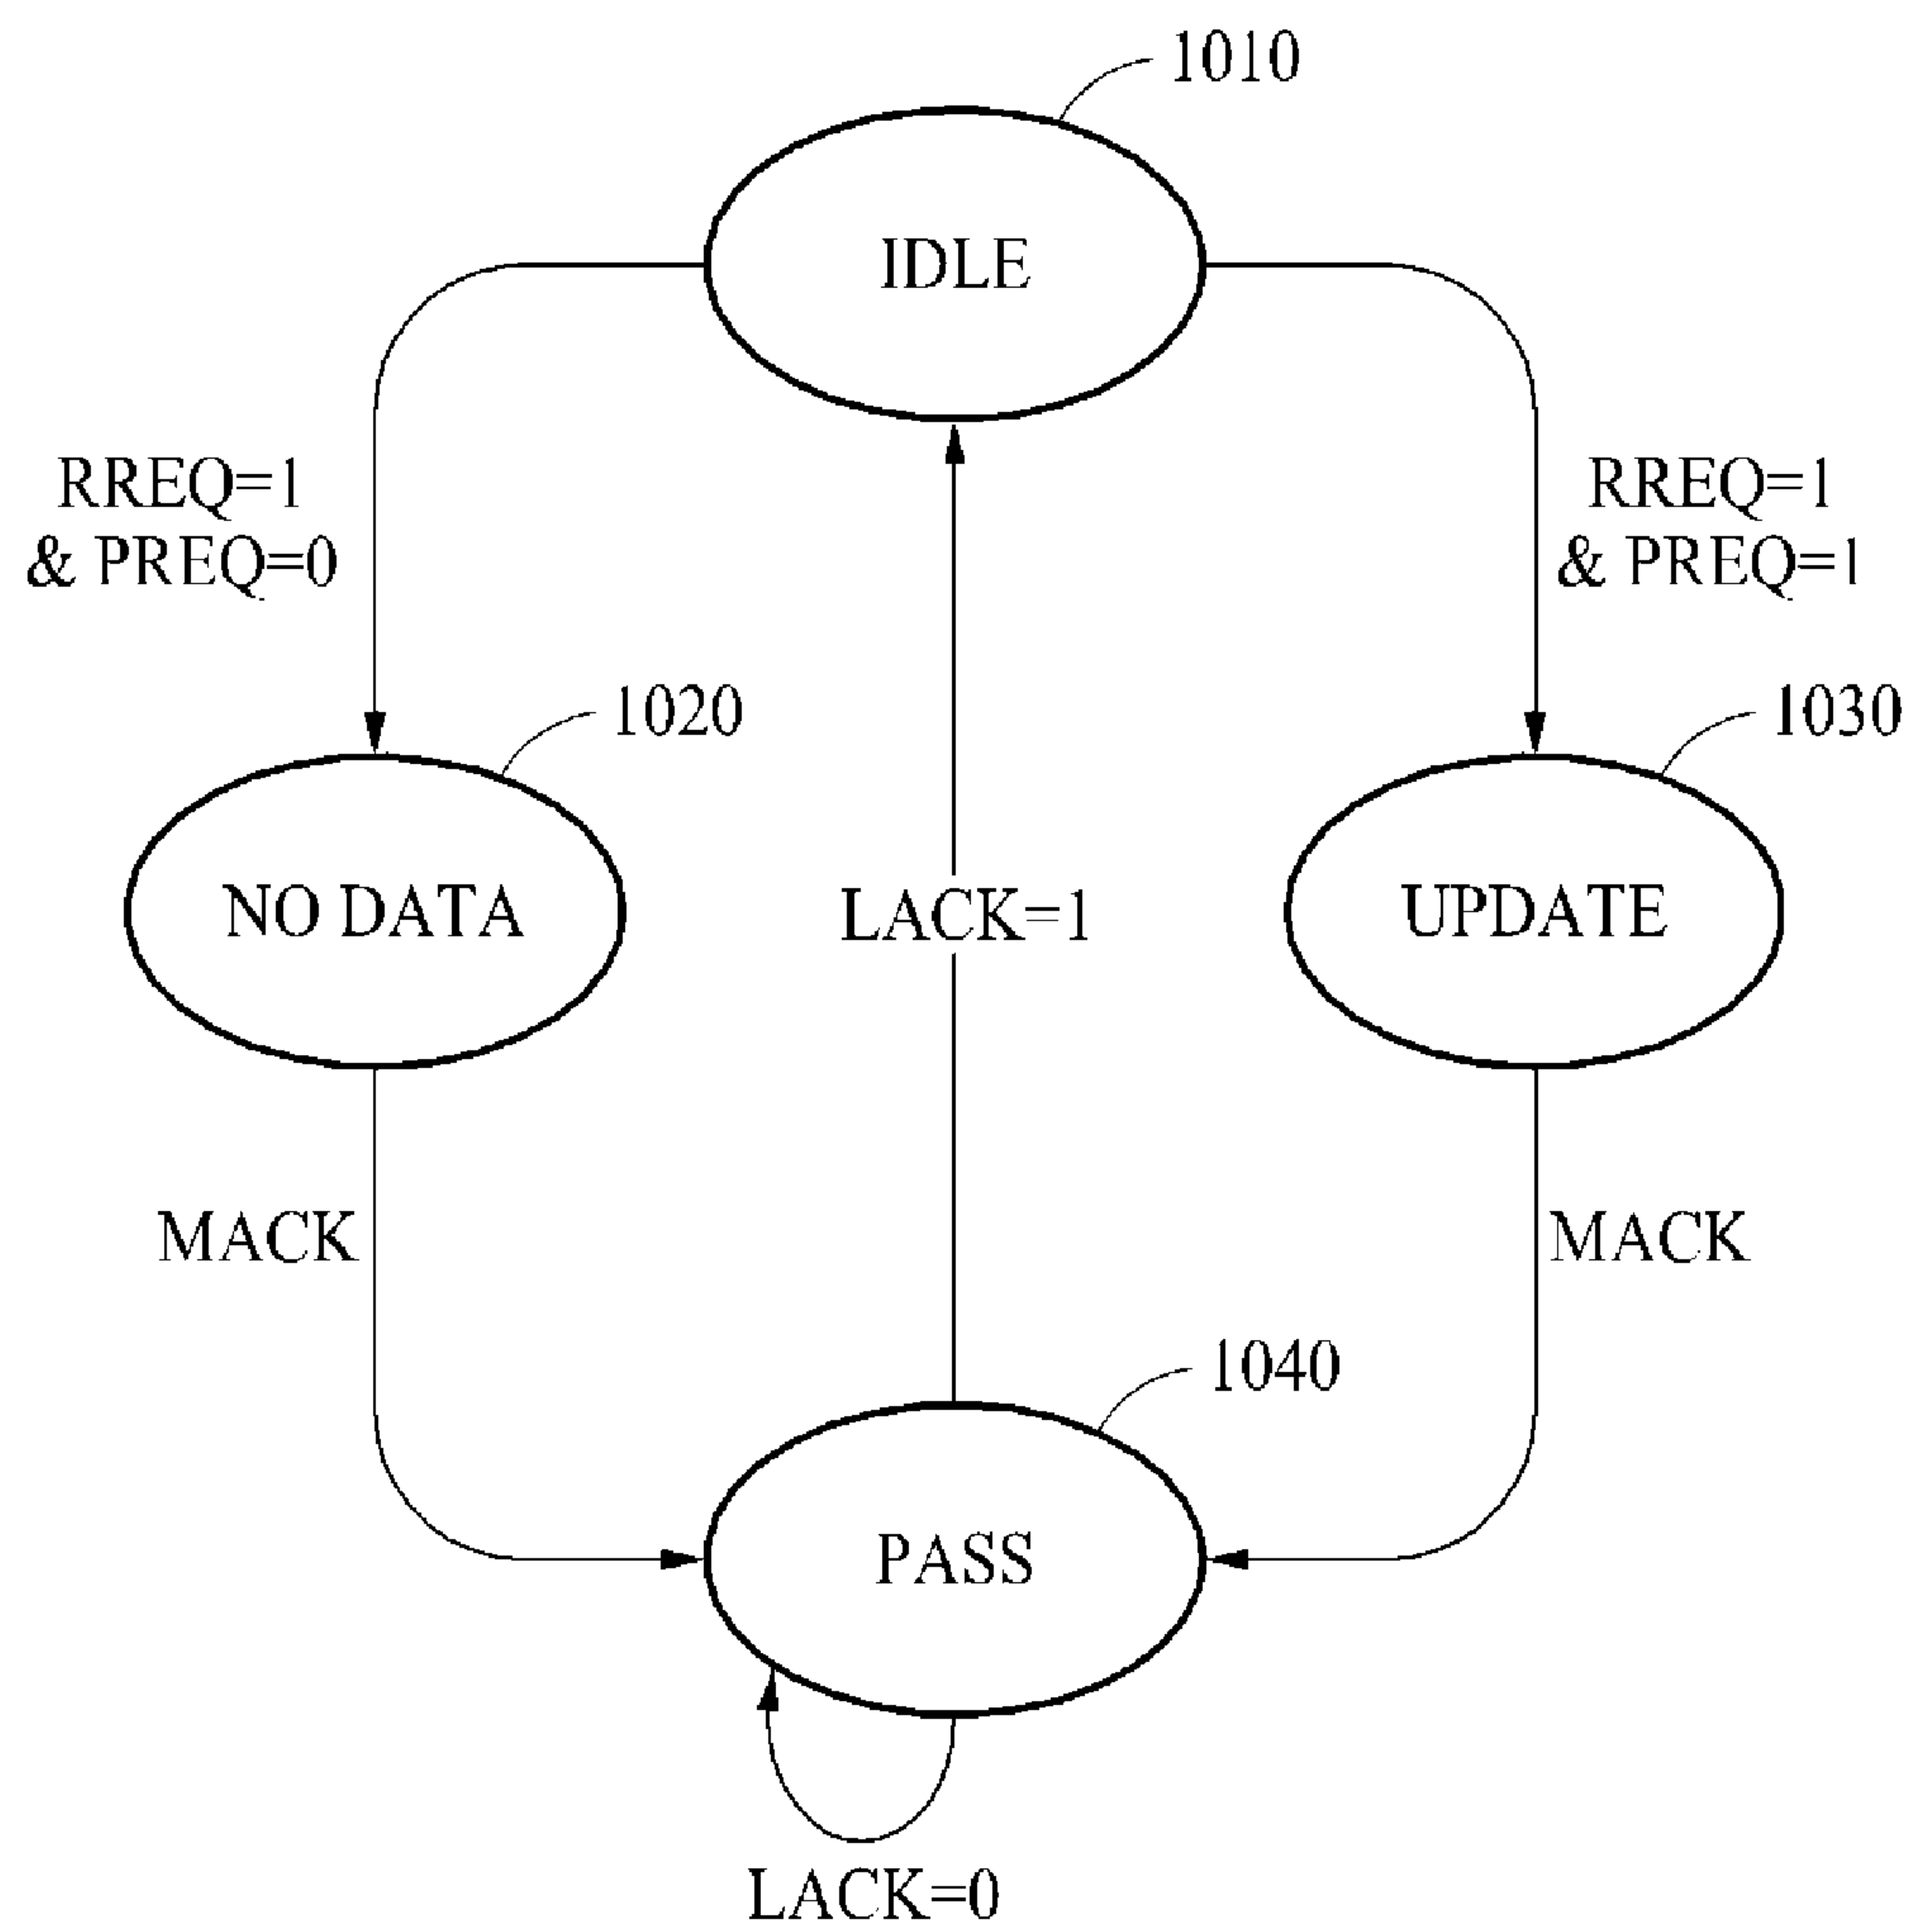 1010
IDLE
RREQ=1
& PREQ=0
RREQ=1
& PREQ=1
1020
1030
NO DATA
LACK=1
UPDATE
MACK
MACK
1040
PASS
LACK=0